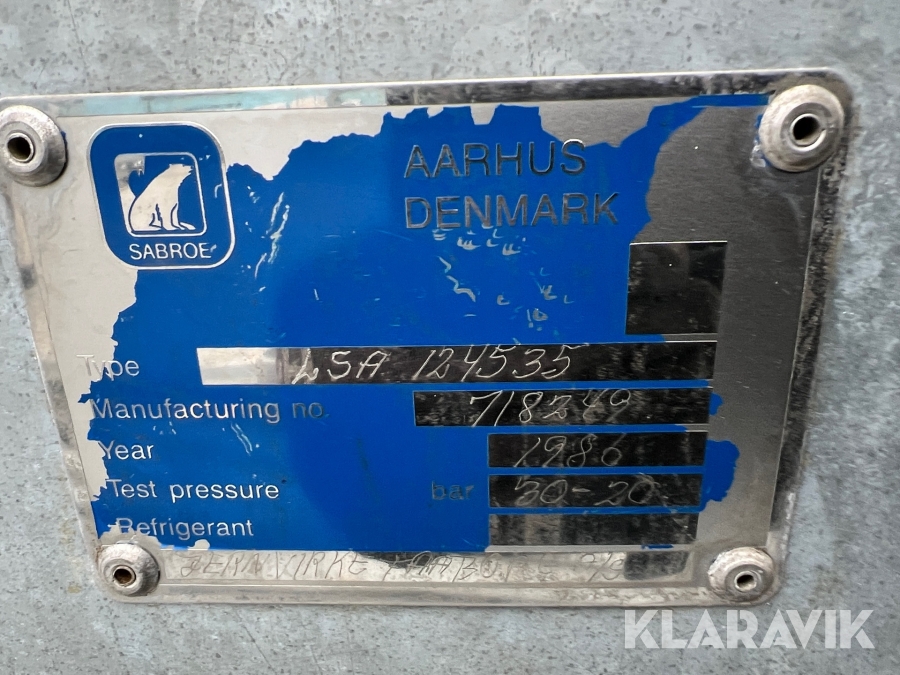 SABROE
AARHUS
DENMARK
Type LSA 124535
Manufacturing no. 718249
Year 1986
Test pressure bar 30-20
Refrigerant
KLARAVIK